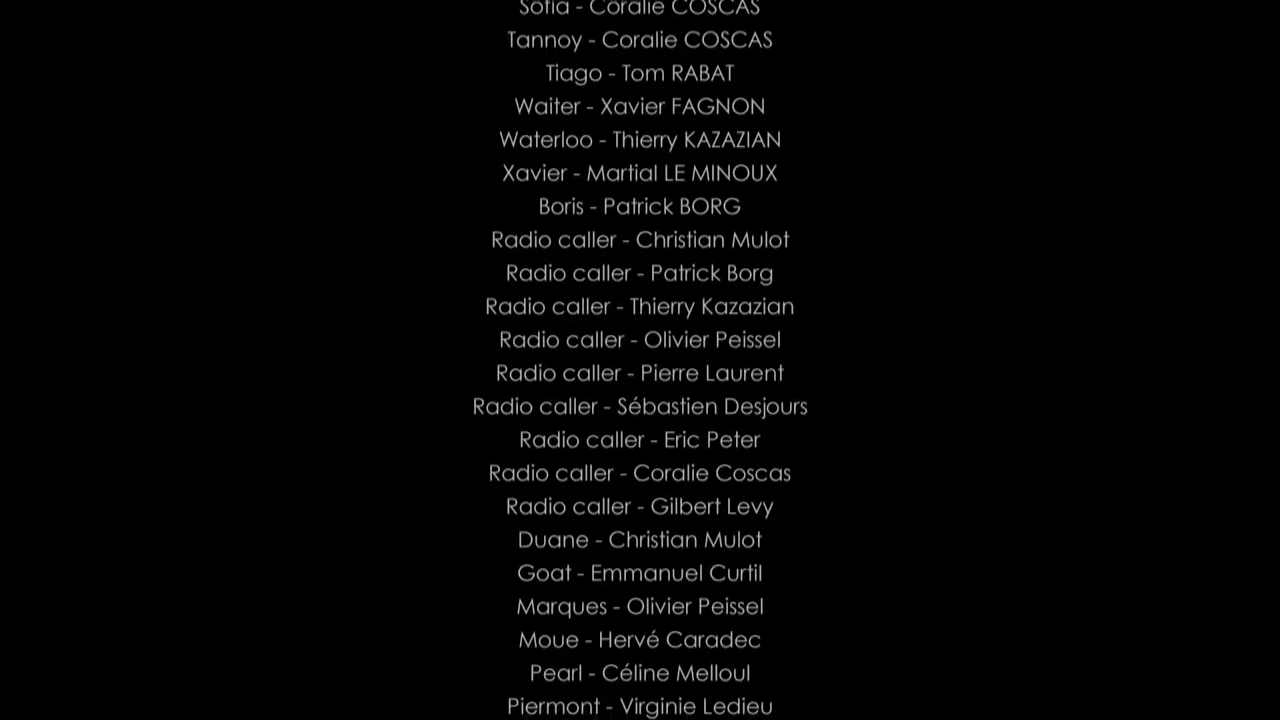 Sofia - Coralie COSCAS
Tannoy - Coralie COSCAS
Tiago - Tom RABAT
Waiter - Xavier FAGNON
Waterloo - Thierry KAZAZIAN
Xavier - Martial LE MINOUX
Boris - Patrick BORG
Radio caller - Christian Mulot
Radio caller - Patrick Borg
Radio caller - Thierry Kazazian
Radio caller - Olivier Peissel
Radio caller - Pierre Laurent
Radio caller - Sébastien Desjours
Radio caller - Eric Peter
Radio caller - Coralie Coscas
Radio caller - Gilbert Levy
Duane - Christian Mulot
Goat - Emmanuel Curtil
Marques - Olivier Peissel
Moue - Hervé Caradec
Pearl - Céline Melloul
Piermont - Virginie Ledieu